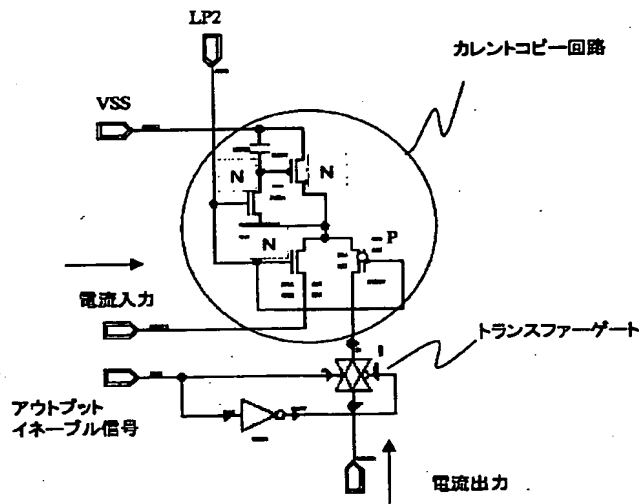 LP2
カレントコピー回路
VSS
N
N
N
P
電流入力
トランスファーゲート
アウトプット
イネーブル信号
電流出力